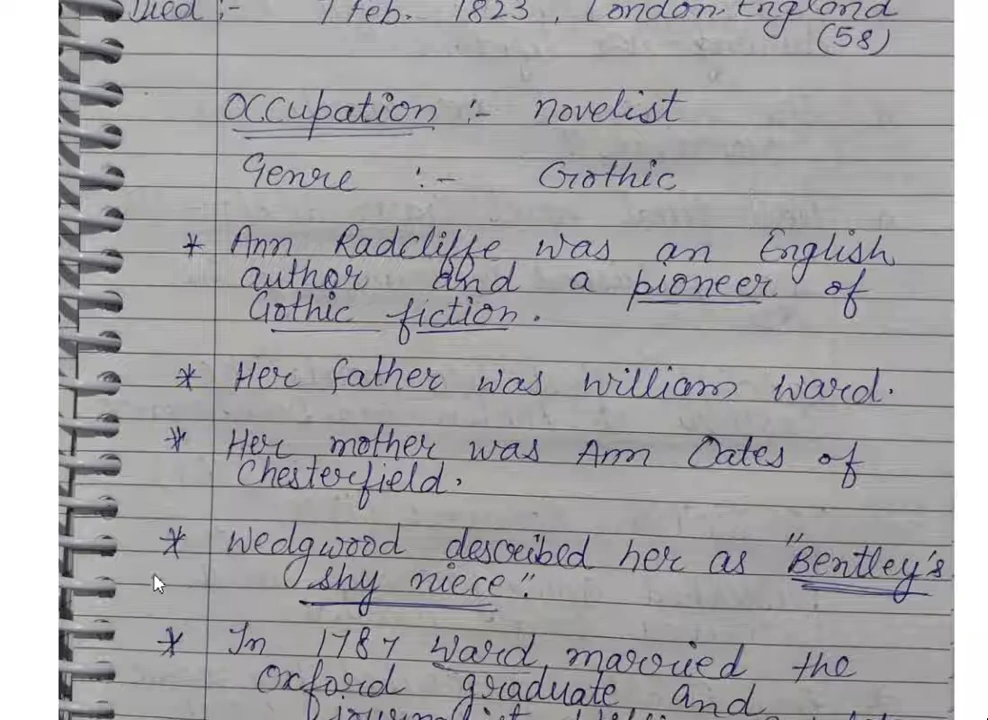 Died :- 7 Feb. 1823, London England
(58)
Occupation :- novelist
Genre :- Gothic
* Ann Radcliffe was an English
author and a pioneer of
Gothic fiction.
* Her father was William Ward.
* Her mother was Ann Oates of
Chesterfield.
* Wedgwood described her as "Bentley's
shy niece".
* In 1787 Ward married the
Oxford graduate and
journalist